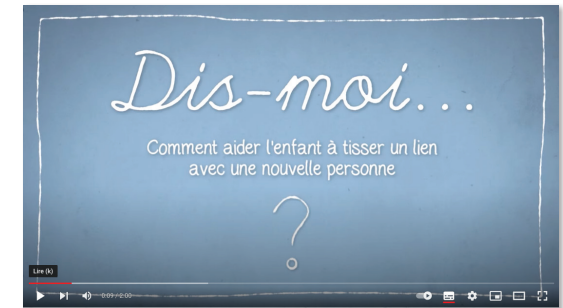 Dis-moi...
Comment aider l'enfant à tisser un lien
avec une nouvelle personne
?
Lire (k)
0:09 / 2:00